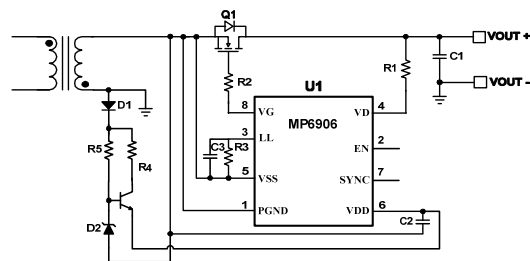 Q1
VOUT +
C1
R1
VOUT -
R2
U1
D1
MP6906
8 VG
VD 4
3 LL
EN 2
C3
R3
R5
R4
5 VSS
SYNC 7
1 PGND
VDD 6
C2
D2